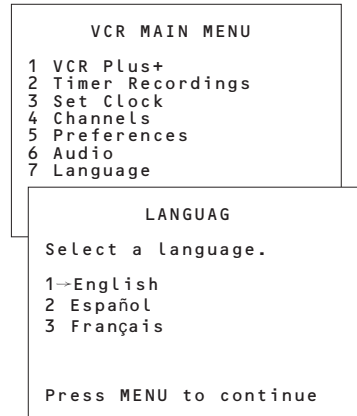 VCR MAIN MENU
1 VCR Plus+
2 Timer Recordings
3 Set Clock
4 Channels
5 Preferences
6 Audio
7 Language
LANGUAG
Select a language.
1→English
2 Español
3 Français
Press MENU to continue